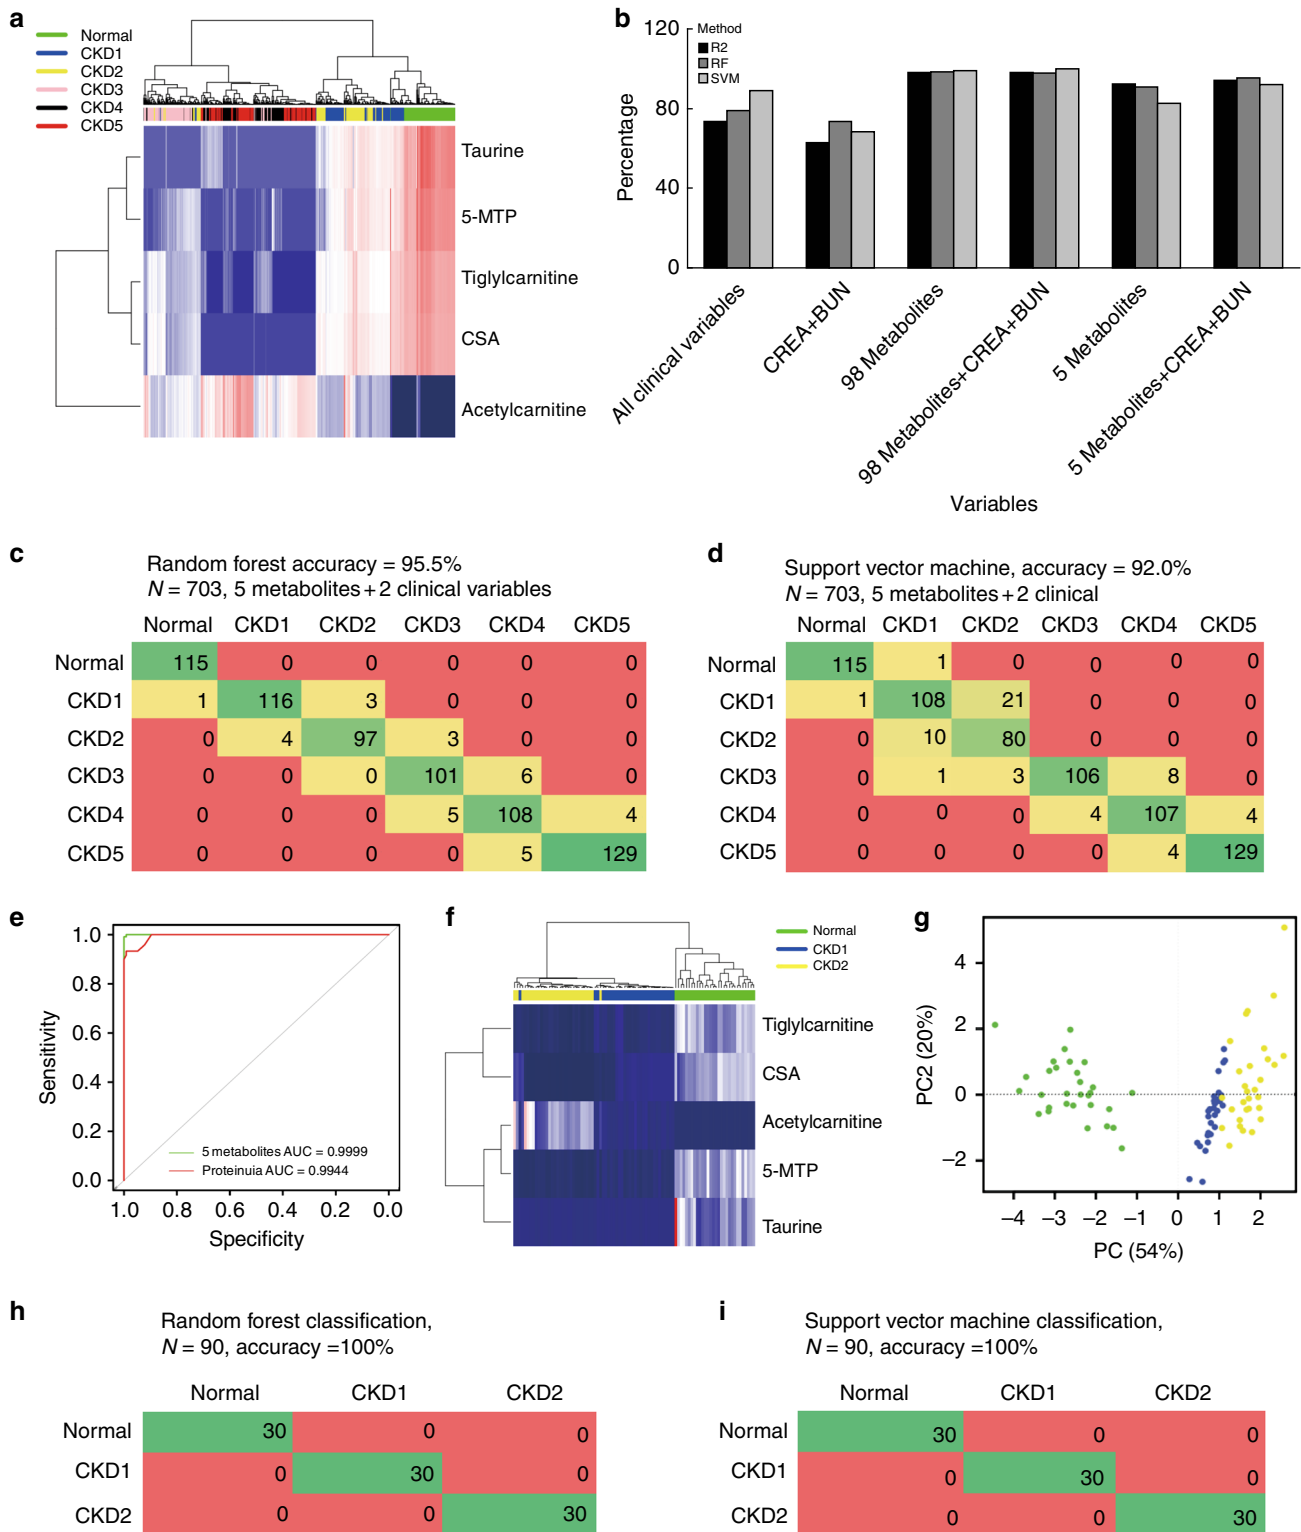 a
Normal
CKD1
CKD2
CKD3
CKD4
CKD5
Taurine
5-MTP
Tiglylcarnitine
CSA
Acetylcarnitine
b
120
80
40
0
Percentage
Method
R2
RF
SVM
All clinical variables
CREA+BUN
98 Metabolites
98 Metabolites+CREA+BUN
5 Metabolites
5 Metabolites+CREA+BUN
Variables
c
Random forest accuracy = 95.5%
N = 703, 5 metabolites + 2 clinical variables
Normal CKD1 CKD2 CKD3 CKD4 CKD5
Normal 115 0 0 0 0 0
CKD1 1 116 3 0 0 0
CKD2 0 4 97 3 0 0
CKD3 0 0 0 101 6 0
CKD4 0 0 0 5 108 4
CKD5 0 0 0 0 5 129
d
Support vector machine, accuracy = 92.0%
N = 703, 5 metabolites + 2 clinical
Normal CKD1 CKD2 CKD3 CKD4 CKD5
Normal 115 1 0 0 0 0
CKD1 1 108 21 0 0 0
CKD2 0 10 80 0 0 0
CKD3 0 1 3 106 8 0
CKD4 0 0 0 4 107 4
CKD5 0 0 0 0 4 129
e
1.0
0.8
0.6
0.4
0.2
0.0
Sensitivity
5 metabolites AUC = 0.9999
Proteinuia AUC = 0.9944
1.0 0.8 0.6 0.4 0.2 0.0
Specificity
f
Normal
CKD1
CKD2
Tiglylcarnitine
CSA
Acetylcarnitine
5-MTP
Taurine
g
4
2
0
−2
PC2 (20%)
−4 −3 −2 −1 0 1 2
PC (54%)
h
Random forest classification,
N = 90, accuracy =100%
Normal CKD1 CKD2
Normal 30 0 0
CKD1 0 30 0
CKD2 0 0 30
i
Support vector machine classification,
N = 90, accuracy =100%
Normal CKD1 CKD2
Normal 30 0 0
CKD1 0 30 0
CKD2 0 0 30